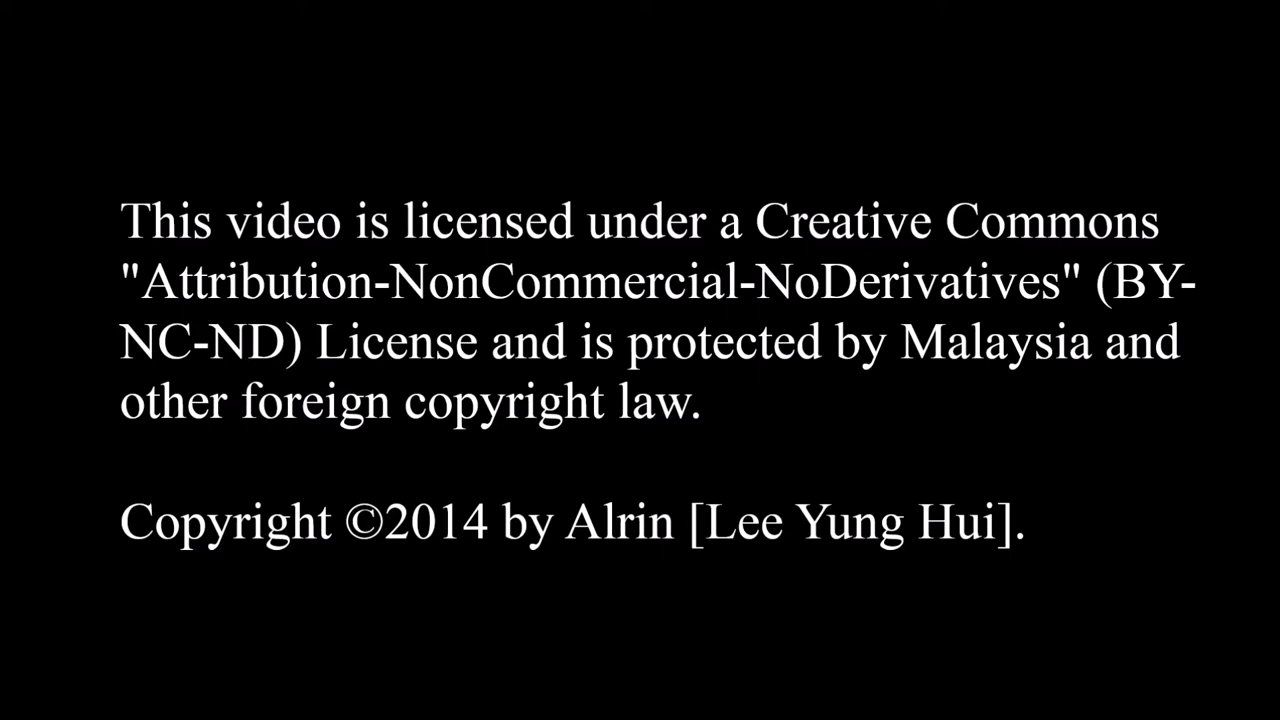 This video is licensed under a Creative Commons
"Attribution-NonCommercial-NoDerivatives" (BY-
NC-ND) License and is protected by Malaysia and
other foreign copyright law.
Copyright ©2014 by Alrin [Lee Yung Hui].